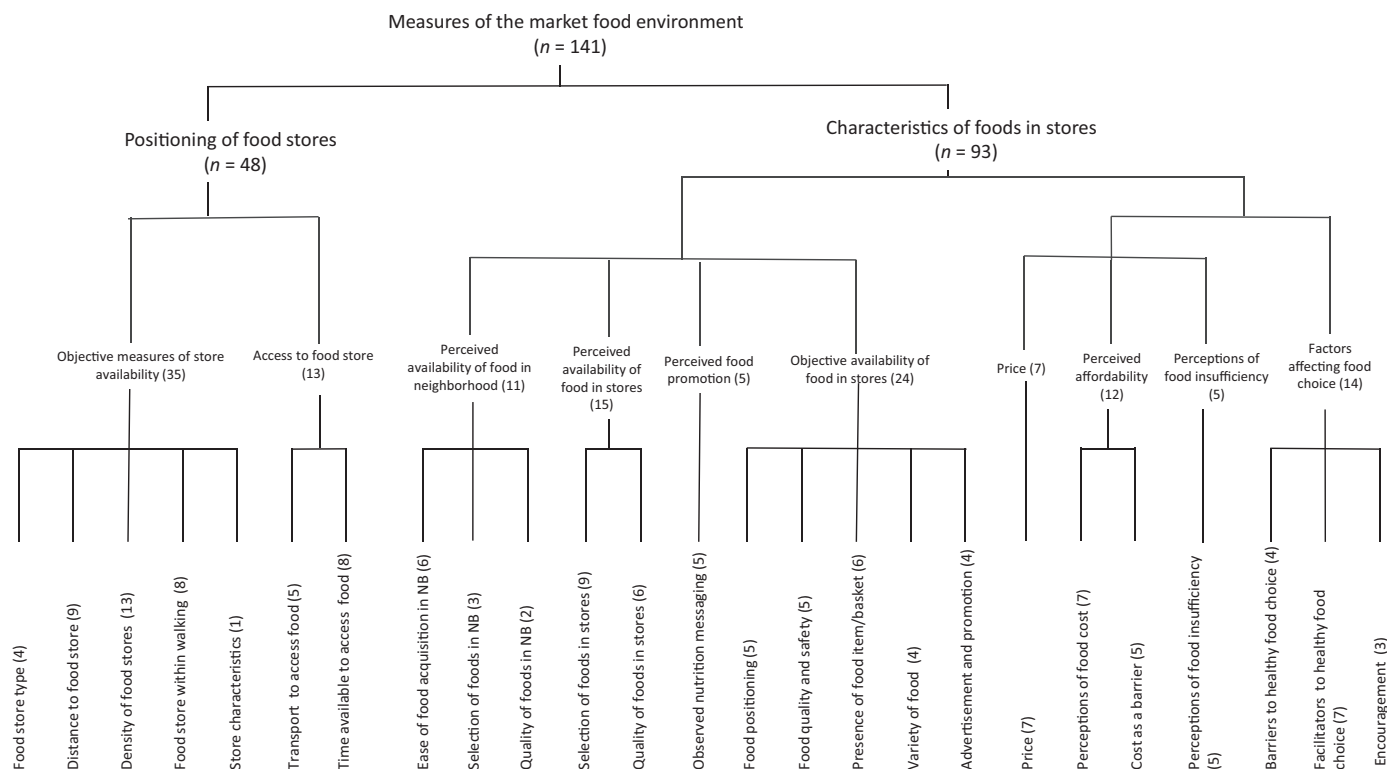 Measures of the market food environment
(n = 141)
Positioning of food stores
(n = 48)
Characteristics of foods in stores
(n = 93)
Objective measures of store
availability (35)
Access to food store
(13)
Perceived
availability of food in
neighborhood (11)
Perceived
availability of
food in stores
(15)
Perceived food
promotion (5)
Objective availability of
food in stores (24)
Price (7)
Perceived
affordability
(12)
Perceptions of
food insufficiency
(5)
Factors
affecting food
choice (14)
Food store type (4)
Distance to food store (9)
Density of food stores (13)
Food store within walking (8)
Store characteristics (1)
Transport to access food (5)
Time available to access food (8)
Ease of food acquisition in NB (6)
Selection of foods in NB (3)
Quality of foods in NB (2)
Selection of foods in stores (9)
Quality of foods in stores (6)
Observed nutrition messaging (5)
Food positioning (5)
Food quality and safety (5)
Presence of food item/basket (6)
Variety of food (4)
Advertisement and promotion (4)
Price (7)
Perceptions of food cost (7)
Cost as a barrier (5)
Perceptions of food insufficiency
(5)
Barriers to healthy food choice (4)
Facilitators to healthy food
choice (7)
Encouragement (3)